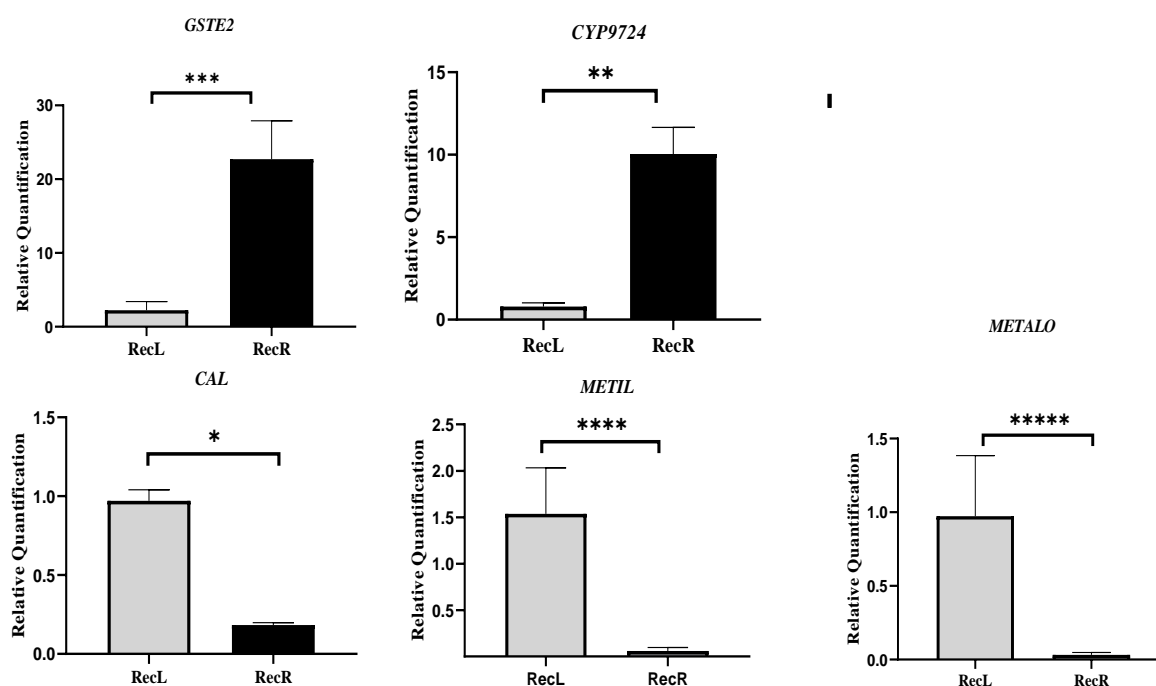 GSTE2
***
Relative Quantification
30
20
10
0
RecL RecR
CYP9724
**
Relative Quantification
15
10
5
0
RecL RecR
CAL
*
Relative Quantification
1.5
1.0
0.5
0.0
RecL RecR
METIL
****
Relative Quantification
2.5
2.0
1.5
1.0
0.5
RecL RecR
METALO
*****
Relative Quantification
1.5
1.0
0.5
0.0
RecL RecR